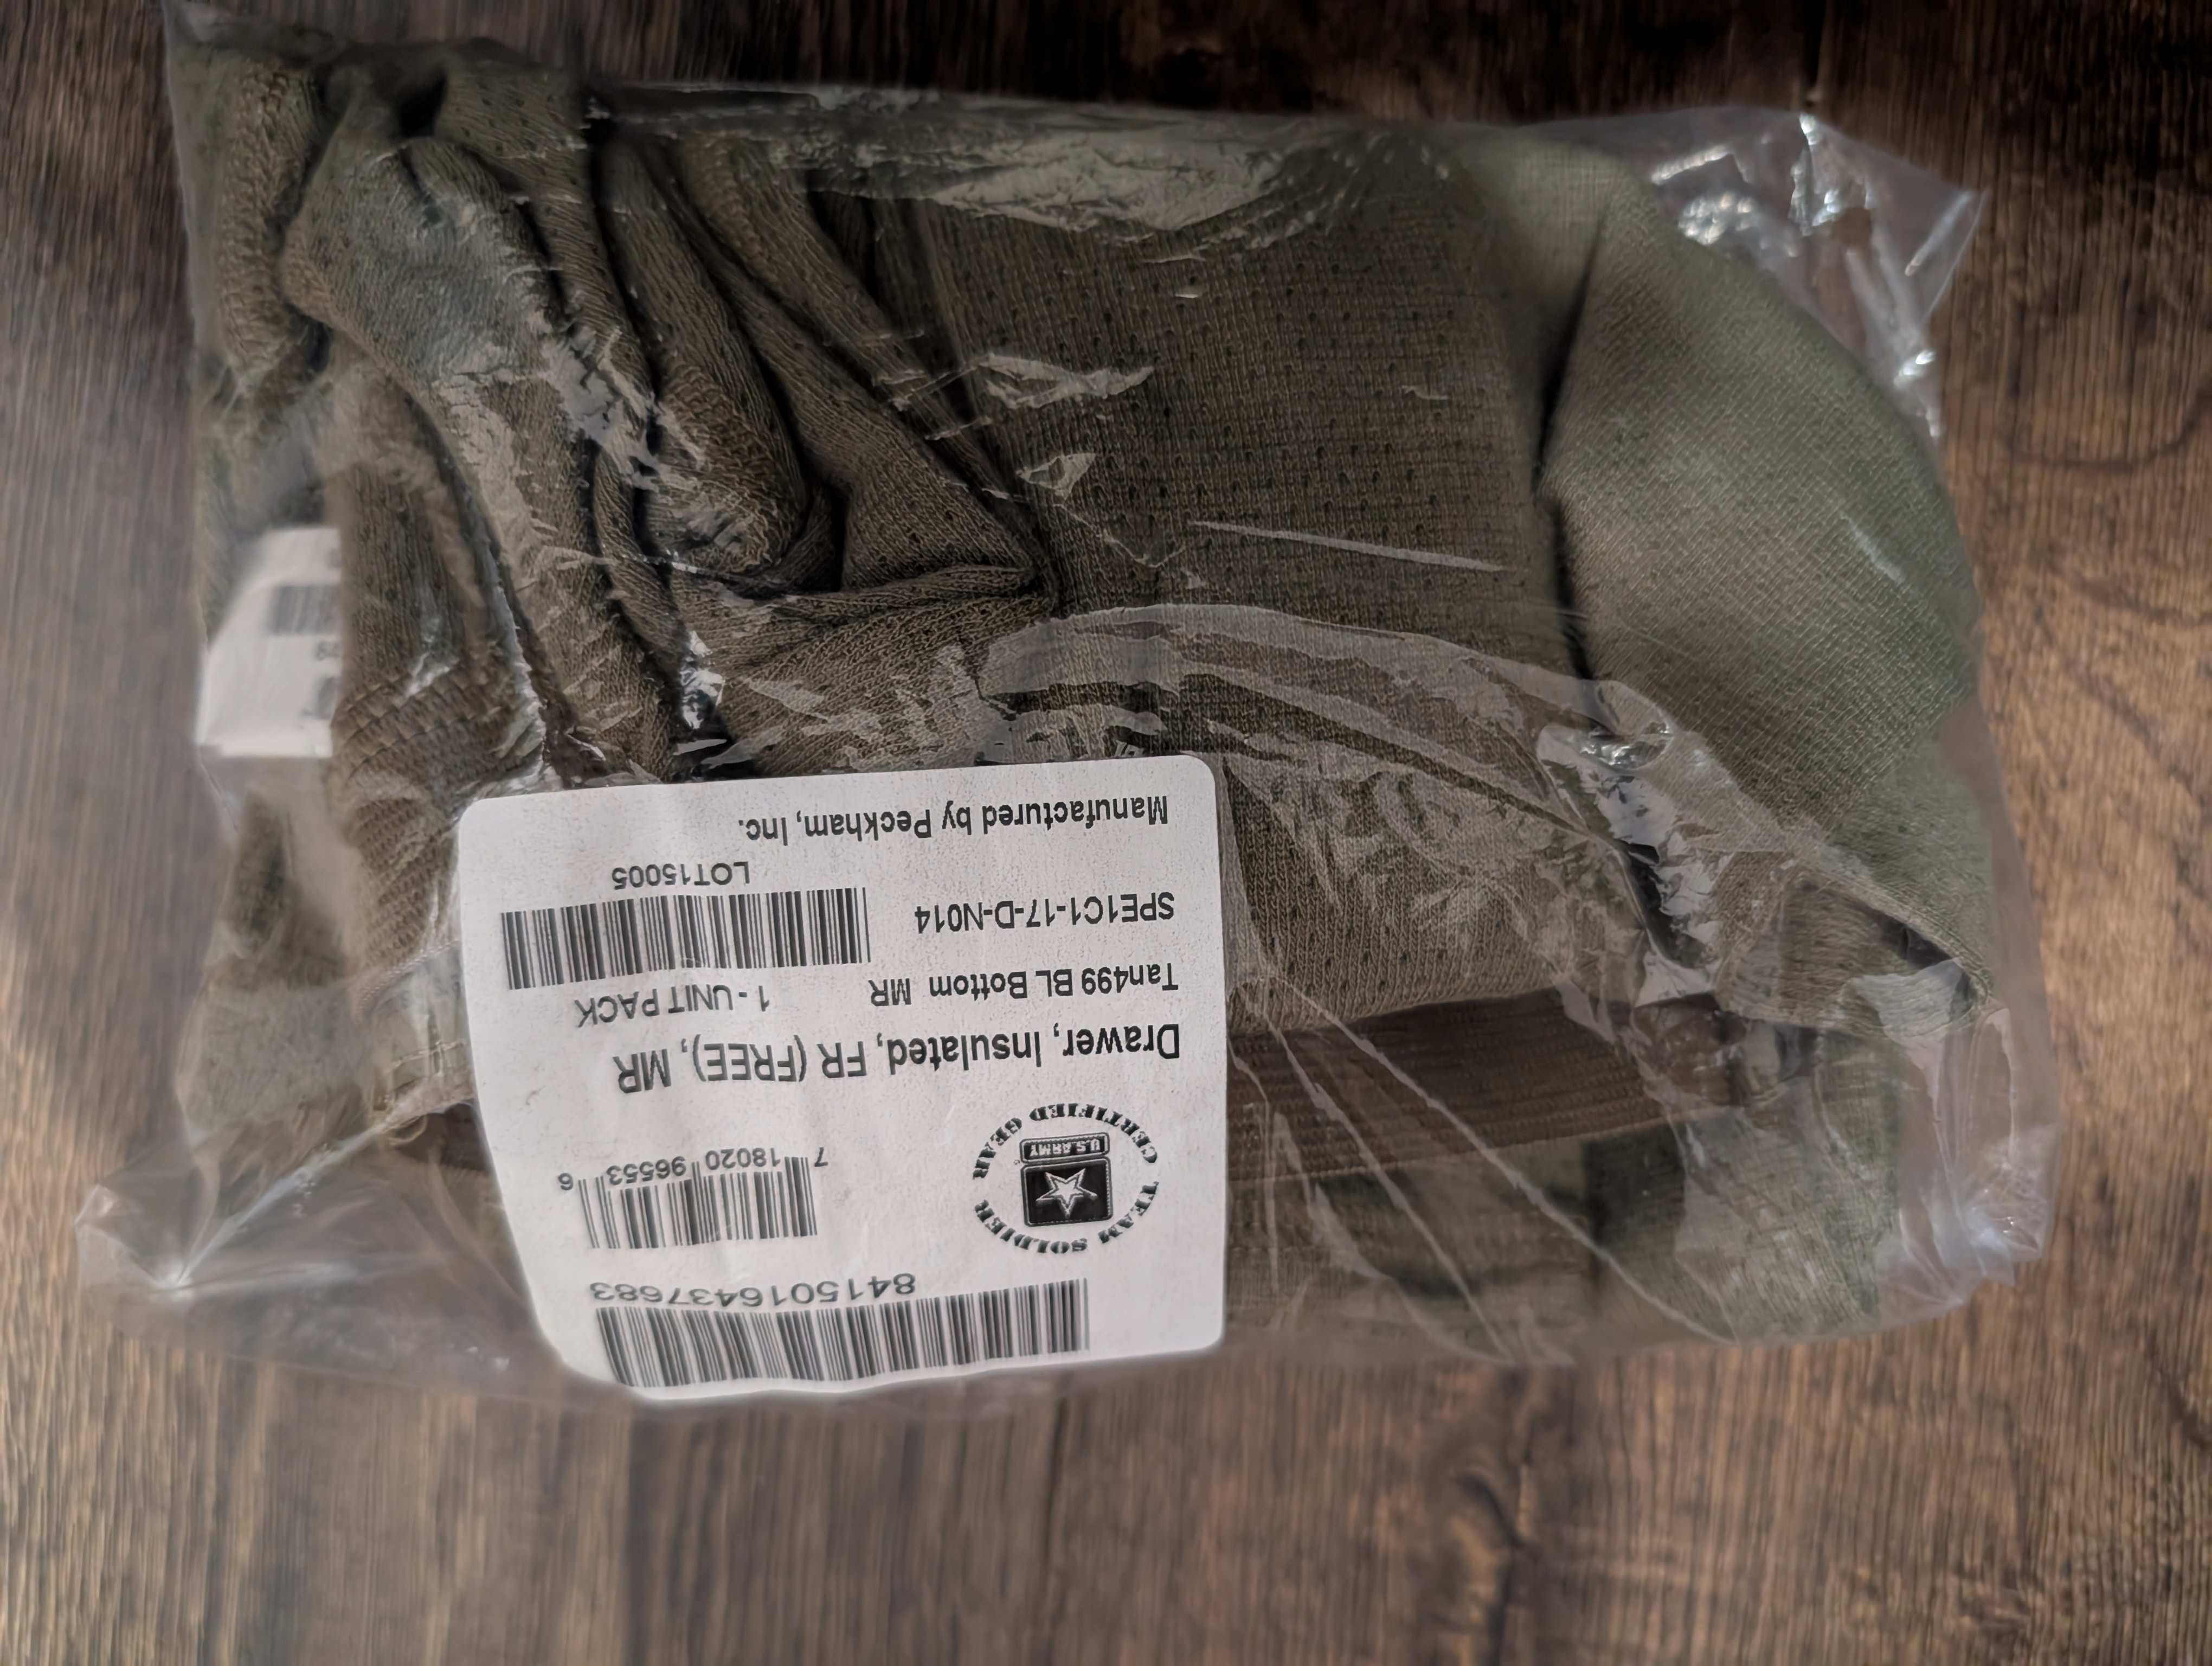 8415016437683
7 18020 96553 6
TEAM SOLDIER CERTIFIED GEAR
U.S.ARMY
Drawer, Insulated, FR (FREE), MR
Tan499 BL Bottom MR 1 - UNIT PACK
SPE1C1-17-D-N014
LOT15005
Manufactured by Peckham, Inc.